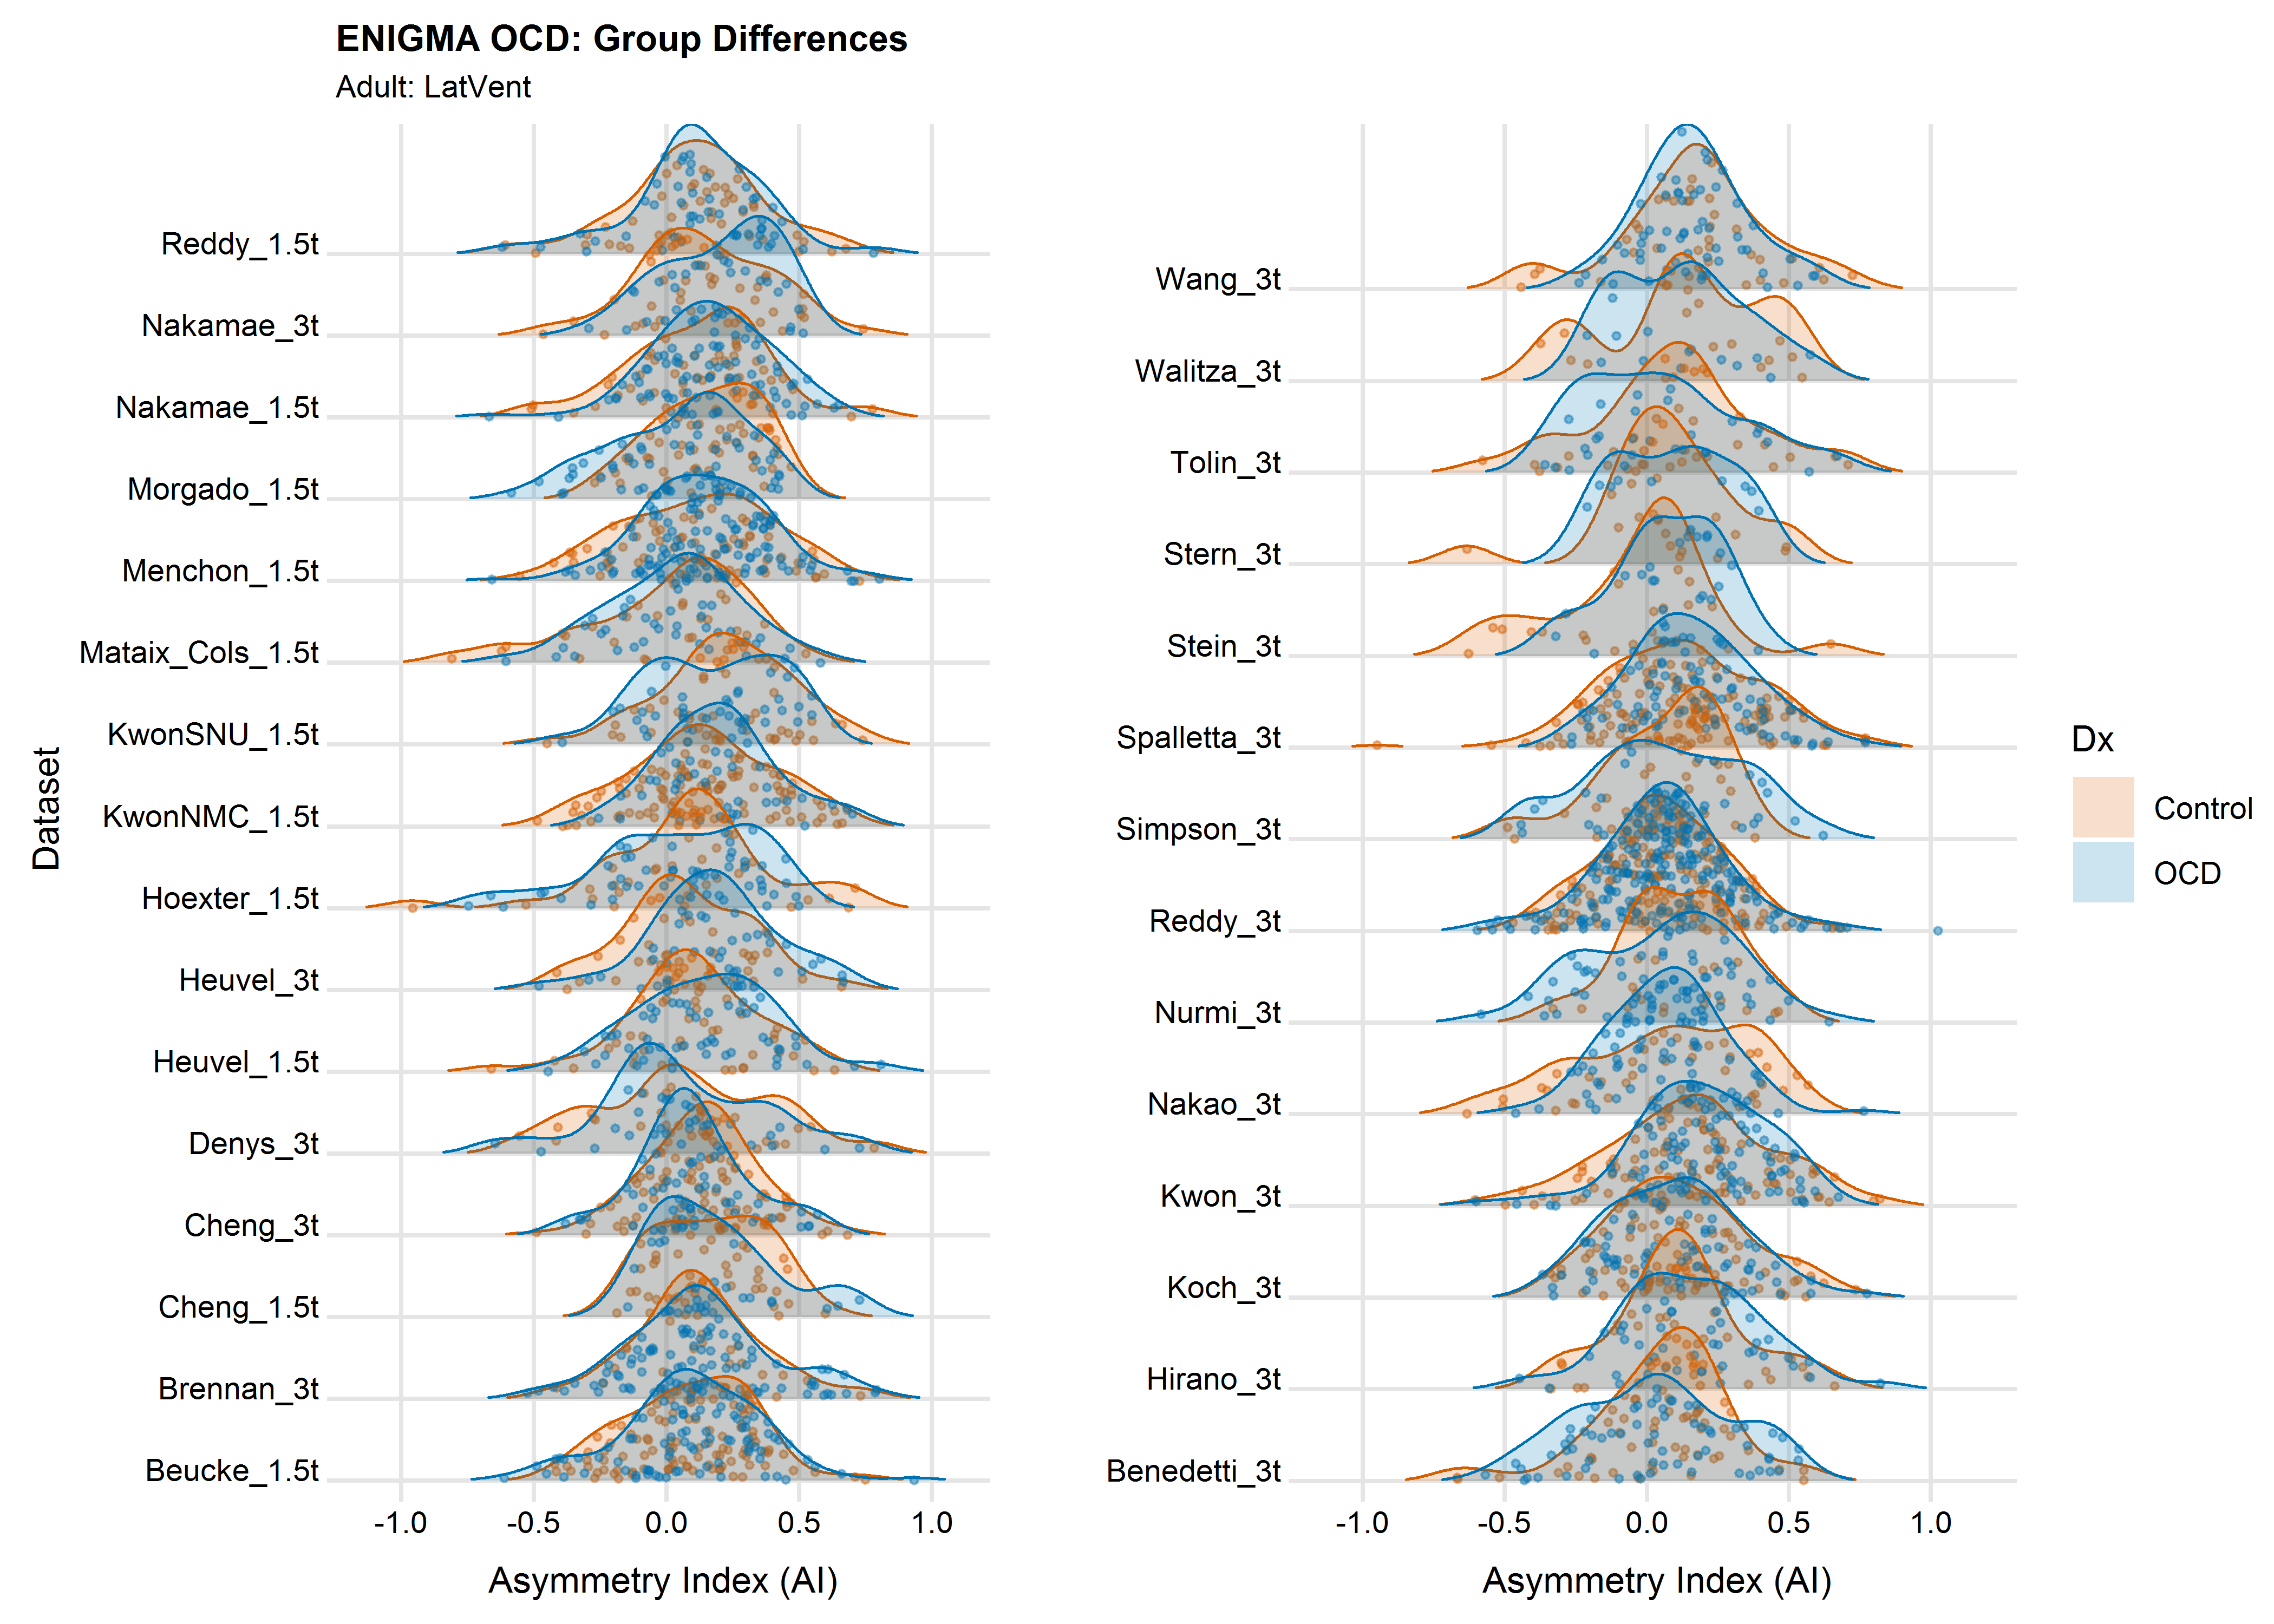 ENIGMA OCD: Group Differences
Adult: LatVent
Dataset
Reddy_1.5t
Nakamae_3t
Nakamae_1.5t
Morgado_1.5t
Menchon_1.5t
Mataix_Cols_1.5t
KwonSNU_1.5t
KwonNMC_1.5t
Hoexter_1.5t
Heuvel_3t
Heuvel_1.5t
Denys_3t
Cheng_3t
Cheng_1.5t
Brennan_3t
Beucke_1.5t
-1.0 -0.5 0.0 0.5 1.0
Asymmetry Index (AI)
Wang_3t
Walitza_3t
Tolin_3t
Stern_3t
Stein_3t
Spalletta_3t
Simpson_3t
Reddy_3t
Nurmi_3t
Nakao_3t
Kwon_3t
Koch_3t
Hirano_3t
Benedetti_3t
-1.0 -0.5 0.0 0.5 1.0
Asymmetry Index (AI)
Dx
Control
OCD